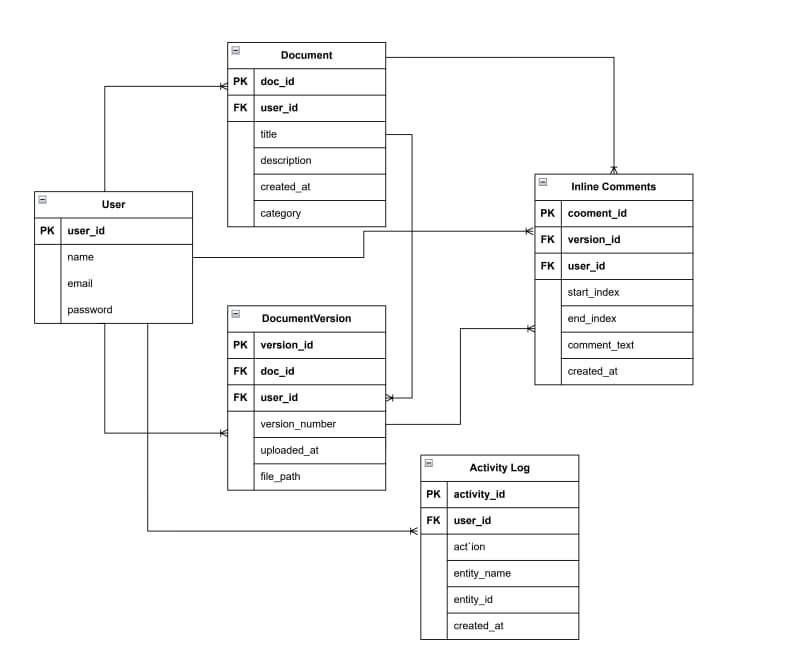 Document
PK doc_id
FK user_id
title
description
created_at
category
User
PK user_id
name
email
password
Inline Comments
PK cooment_id
FK version_id
FK user_id
start_index
end_index
comment_text
created_at
DocumentVersion
PK version_id
FK doc_id
FK user_id
version_number
uploaded_at
file_path
Activity Log
PK activity_id
FK user_id
act`ion
entity_name
entity_id
created_at